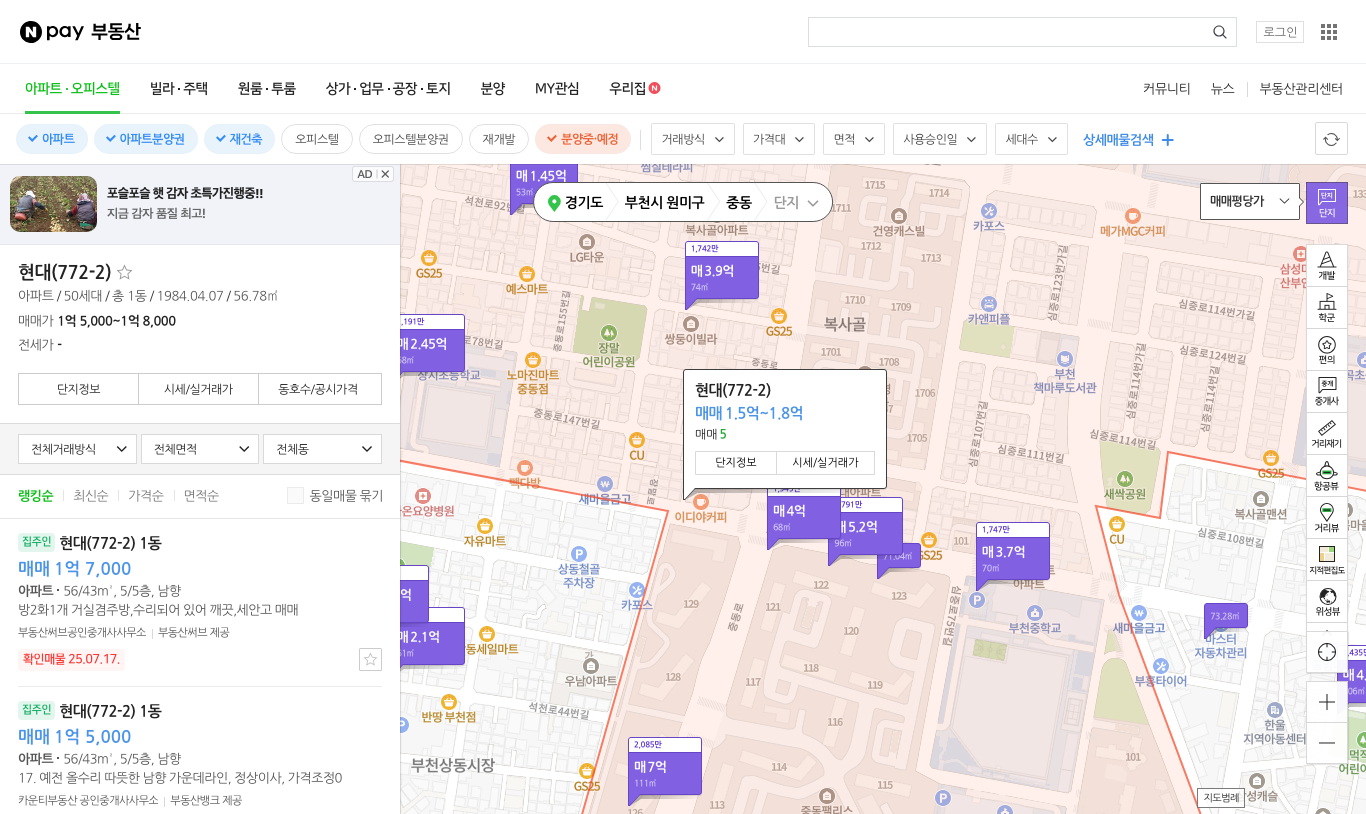 N pay 부동산
로그인
아파트 · 오피스텔
빌라 · 주택
원룸 · 투룸
상가 · 업무 · 공장 · 토지
분양
MY관심
우리집 N
커뮤니티
뉴스
부동산관리센터
아파트
아파트분양권
재건축
오피스텔
오피스텔분양권
재개발
분양중·예정
거래방식
가격대
면적
사용승인일
세대수
상세매물검색
AD
포슬포슬 햇 감자 초특가진행중!!
지금 감자 품질 최고!
현대(772-2)
아파트 / 50세대 / 총 1동 / 1984.04.07 / 56.78㎡
매매가 1억 5,000~1억 8,000
전세가 -
단지정보
시세/실거래가
동호수/공시가격
전체거래방식
전체면적
전체동
랭킹순
최신순
가격순
면적순
동일매물 묶기
집주인 현대(772-2) 1동
매매 1억 7,000
아파트 · 56/43m², 5/5층, 남향
방2화1개 거실겸주방,수리되어 있어 깨끗,세안고 매매
부동산써브공인중개사사무소 | 부동산써브 제공
확인매물 25.07.17.
집주인 현대(772-2) 1동
매매 1억 5,000
아파트 · 56/43m², 5/5층, 남향
17. 예전 올수리 따뜻한 남향 가운데라인, 정상이사, 가격조정0
카운티부동산 공인중개사사무소 | 부동산뱅크 제공
경기도
부천시 원미구
중동
단지
매매평당가
단지
단지
개발
학군
편의
중개
중개사
거리재기
항공뷰
거리뷰
지적편집도
위성뷰
지도범례
현대(772-2)
매매 1.5억~1.8억
매매 5
단지정보
시세/실거래가
매1.45억
53㎡
석천로92번길
복사골아파트
1,742만
매3.9억
74㎡
LG타운
GS25
예스마트
중동로155번길
장말
어린이공원
쌍둥이빌라
GS25
,191만
매2.45억
로78번길
노마진마트
중동점
중동로147번길
CU
빽다방
새마을금고
이디야커피
자유마트
상동철골
주차장
카포스
매2.1억
동세일마트
우남아파트
석천로44번길
반땅 부천점
부천상동시장
GS25
2,085만
매7억
111㎡
매4억
68㎡
791만
매5.2억
96㎡
71.04㎡
GS25
1,747만
매3.7억
70㎡
아파트
부천중학교
심중로75번길
중동로
중동팰리스
1715
1714
1712
1713
1710
1709
1701
1708
1706
1705
건영캐스빌
카포스
메가MGC커피
복사골
카앤피플
심중로123번가길
심중로114번가길
심중로124번길
심중로114번길
심중로107번길
심중로111번길
부천
책마루도서관
새싹공원
GS25
복사골맨션
심중로108번길
CU
새마을금고
73.28㎡
마스터
자동차관리
부흥타이어
한울
지역아동센터
101
122
121
120
129
128
118
117
119
116
114
113
101
126